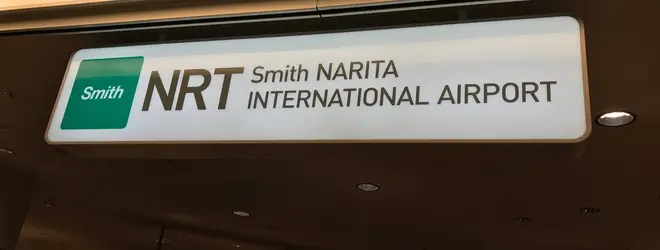 Smith
NRT
Smith NARITA
INTERNATIONAL AIRPORT